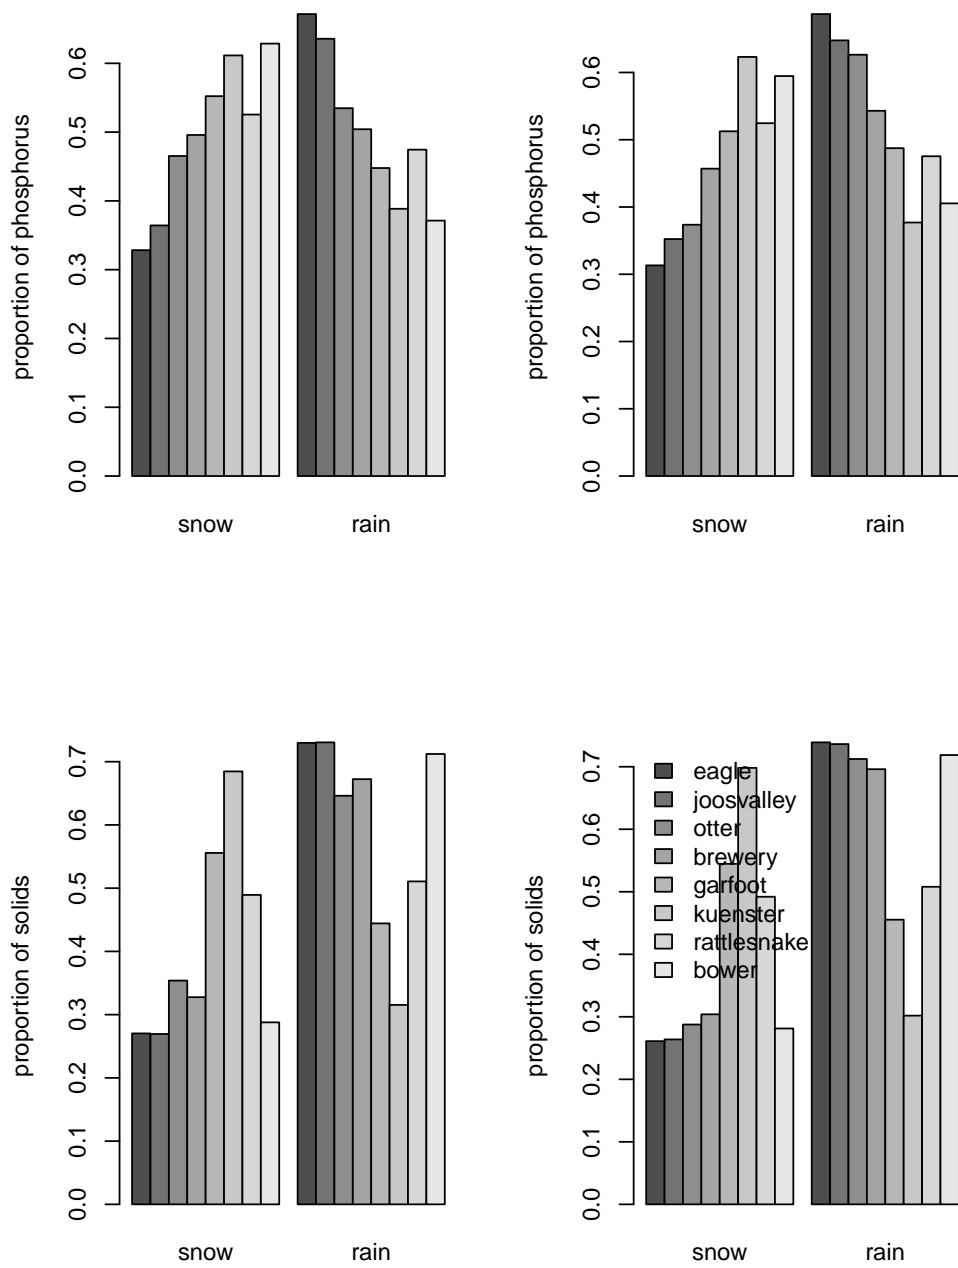 proportion of phosphorus
0.0
0.1
0.2
0.3
0.4
0.5
0.6
snow
rain
proportion of phosphorus
0.0
0.1
0.2
0.3
0.4
0.5
0.6
snow
rain
proportion of solids
0.0
0.1
0.2
0.3
0.4
0.5
0.6
0.7
snow
rain
proportion of solids
0.0
0.1
0.2
0.3
0.4
0.5
0.6
0.7
eagle
joosvalley
otter
brewery
garfoot
kuenster
rattlesnake
bower
snow
rain